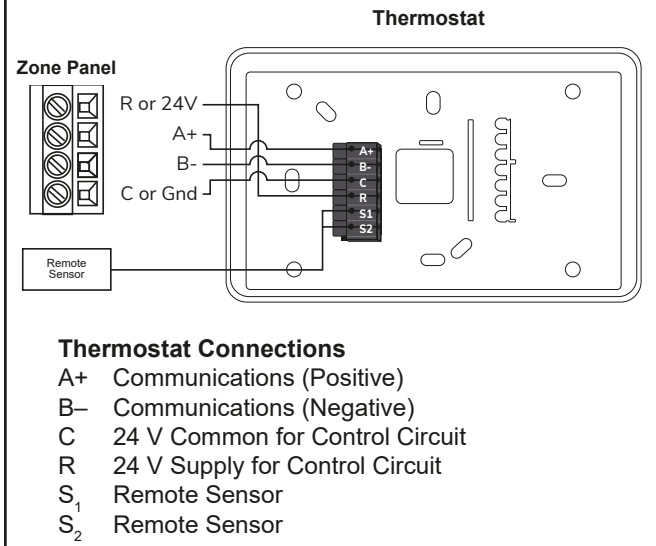 Thermostat
Zone Panel
R or 24V
A+
B-
C or Gnd
A+
B-
C
R
S1
S2
Remote
Sensor
Thermostat Connections
A+ Communications (Positive)
B– Communications (Negative)
C 24 V Common for Control Circuit
R 24 V Supply for Control Circuit
S1 Remote Sensor
S2 Remote Sensor